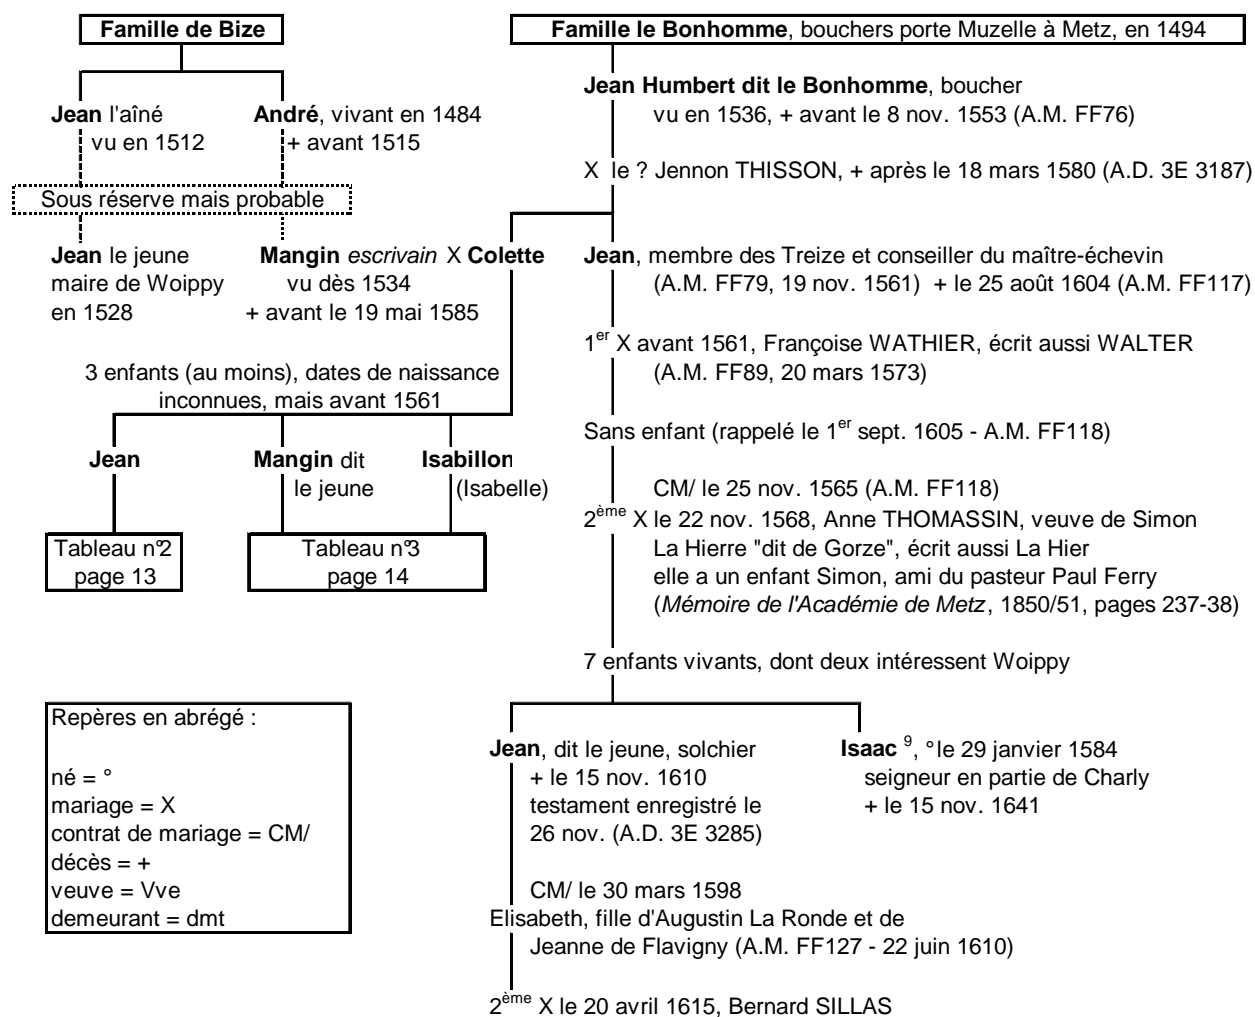 Famille de Bize
Famille le Bonhomme, bouchers porte Muzelle à Metz, en 1494
Jean l'aîné
vu en 1512
André, vivant en 1484
+ avant 1515
Jean Humbert dit le Bonhomme, boucher
vu en 1536, + avant le 8 nov. 1553 (A.M. FF76)
X le ? Jennon THISSON, + après le 18 mars 1580 (A.D. 3E 3187)
Sous réserve mais probable
Jean le jeune
maire de Woippy
en 1528
Mangin escrivain X Colette
vu dès 1534
+ avant le 19 mai 1585
Jean, membre des Treize et conseiller du maître-échevin
(A.M. FF79, 19 nov. 1561) + le 25 août 1604 (A.M. FF117)
1er X avant 1561, Françoise WATHIER, écrit aussi WALTER
(A.M. FF89, 20 mars 1573)
3 enfants (au moins), dates de naissance
inconnues, mais avant 1561
Sans enfant (rappelé le 1er sept. 1605 - A.M. FF118)
Jean
Mangin dit
le jeune
Isabillon
(Isabelle)
CM/ le 25 nov. 1565 (A.M. FF118)
2ème X le 22 nov. 1568, Anne THOMASSIN, veuve de Simon
La Hierre "dit de Gorze", écrit aussi La Hier
elle a un enfant Simon, ami du pasteur Paul Ferry
(Mémoire de l'Académie de Metz, 1850/51, pages 237-38)
Tableau n°2
page 13
Tableau n°3
page 14
7 enfants vivants, dont deux intéressent Woippy
Repères en abrégé :
né = °
mariage = X
contrat de mariage = CM/
décès = +
veuve = Vve
demeurant = dmt
Jean, dit le jeune, solchier
+ le 15 nov. 1610
testament enregistré le
26 nov. (A.D. 3E 3285)
Isaac 9, ° le 29 janvier 1584
seigneur en partie de Charly
+ le 15 nov. 1641
CM/ le 30 mars 1598
Elisabeth, fille d'Augustin La Ronde et de
Jeanne de Flavigny (A.M. FF127 - 22 juin 1610)
2ème X le 20 avril 1615, Bernard SILLAS